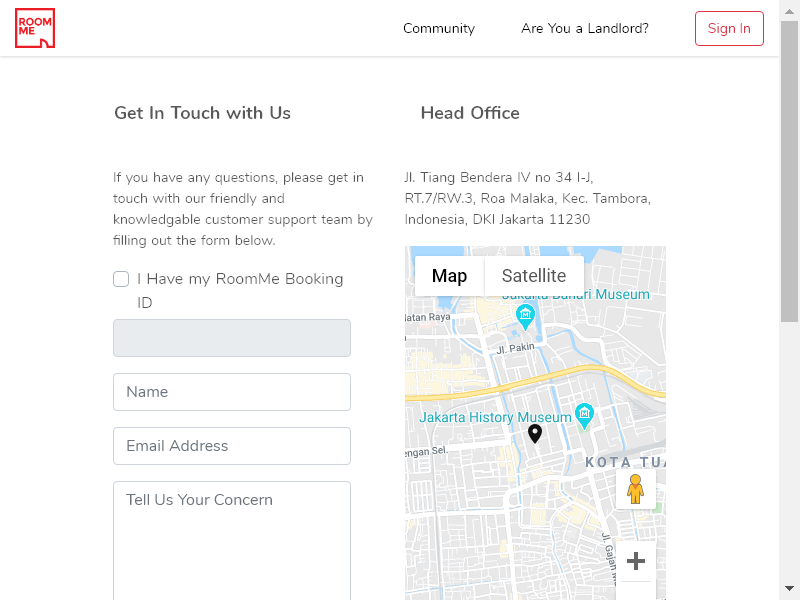 ROOM
ME
Community
Are You a Landlord?
Sign In
Get In Touch with Us
If you have any questions, please get in
touch with our friendly and
knowledgable customer support team by
filling out the form below.
I Have my RoomMe Booking
ID
Name
Email Address
Tell Us Your Concern
Head Office
Jl. Tiang Bendera IV no 34 I-J,
RT.7/RW.3, Roa Malaka, Kec. Tambora,
Indonesia, DKI Jakarta 11230
Map
Satellite
Jakarta Bahari Museum
latan Raya
Jl. Pakin
Jakarta History Museum
engan Sel.
KOTA TUA
Jl. Gajah M